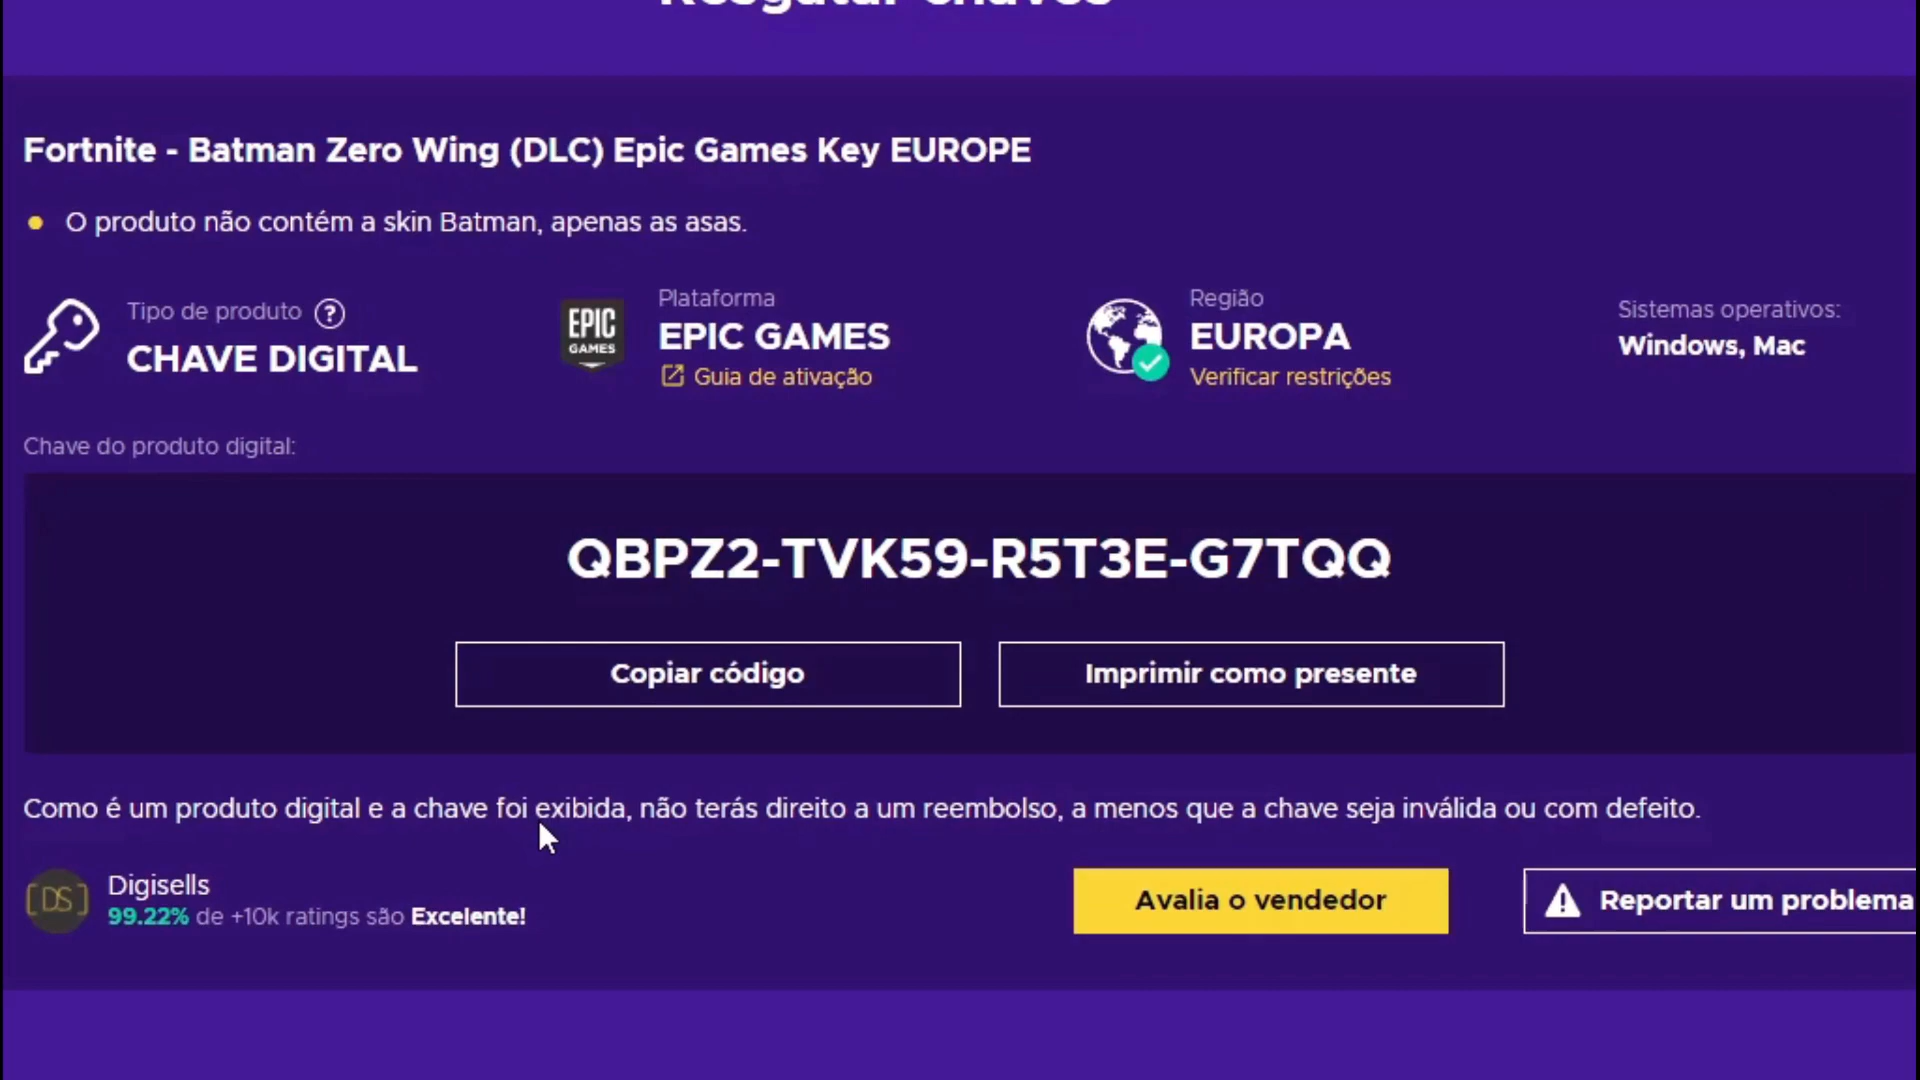 Resgatar chaves
Fortnite - Batman Zero Wing (DLC) Epic Games Key EUROPE
O produto não contém a skin Batman, apenas as asas.
Tipo de produto ?
CHAVE DIGITAL
EPIC
GAMES
Plataforma
EPIC GAMES
Guia de ativação
Região
EUROPA
Verificar restrições
Sistemas operativos:
Windows, Mac
Chave do produto digital:
QBPZ2-TVK59-R5T3E-G7TQQ
Copiar código
Imprimir como presente
Como é um produto digital e a chave foi exibida, não terás direito a um reembolso, a menos que a chave seja inválida ou com defeito.
[DS]
Digisells
99.22% de +10k ratings são Excelente!
Avalia o vendedor
Reportar um problema